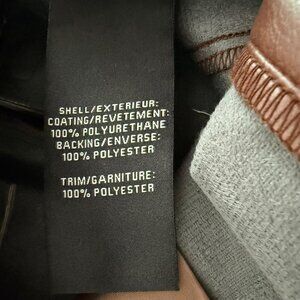 SHELL/EXTERIEUR:
COATING/REVETEMENT:
100% POLYURETHANE
BACKING/ENVERSE:
100% POLYESTER
TRIM/GARNITURE:
100% POLYESTER